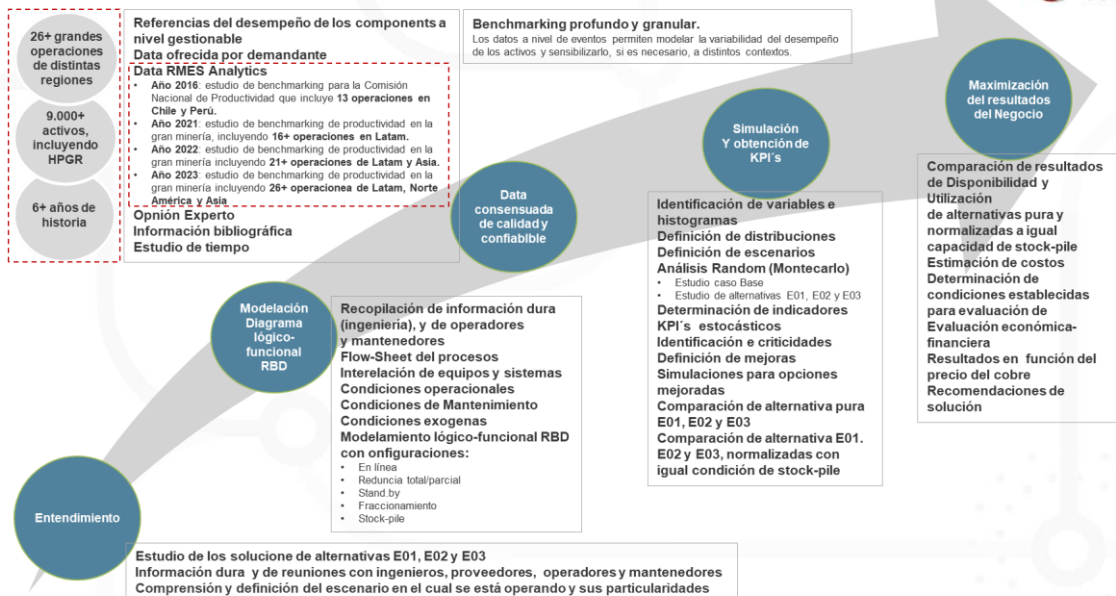 26+ grandes
operaciones
de distintas
regiones
9.000+
activos,
incluyendo
HPGR
6+ años de
historia
Referencias del desempeño de los components a
nivel gestionable
Data ofrecida por demandante
Data RMES Analytics
• Año 2016: estudio de benchmarking para la Comisión
Nacional de Productividad que incluye 13 operaciones en
Chile y Perú.
• Año 2021: estudio de benchmarking de productividad en la
gran minería, incluyendo 16+ operaciones en Latam.
• Año 2022: estudio de benchmarking de productividad en la
gran minería incluyendo 21+ operaciones de Latam y Asia.
• Año 2023: estudio de benchmarking de productividad en la
gran minería incluyendo 26+ operacionea de Latam, Norte
América y Asia
Opnión Experto
Información bibliográfica
Estudio de tiempo
Benchmarking profundo y granular.
Los datos a nivel de eventos permiten modelar la variabilidad del desempeño
de los activos y sensibilizarlo, si es necesario, a distintos contextos.
Maximización
del resultados
del Negocio
Simulación
Y obtención de
KPI´s
Data
consensuada
de calidad y
confiabible
Modelación
Diagrama
lógico-
funcional
RBD
Entendimiento
Comparación de resultados
de Disponibilidad y
Utilización
de alternativas pura y
normalizadas a igual
capacidad de stock-pile
Estimación de costos
Determinación de
condiciones establecidas
para evaluación de
Evaluación económica-
financiera
Resultados en función del
precio del cobre
Recomendaciones de
solución
Identificación de variables e
histogramas
Definición de distribuciones
Definición de escenarios
Análisis Random (Montecarlo)
• Estudio caso Base
• Estudio de alternativas E01, E02 y E03
Determinación de indicadores
KPI´s estocásticos
Identificación e criticidades
Definición de mejoras
Simulaciones para opciones
mejoradas
Comparación de alternativa pura
E01, E02 y E03
Comparación de alternativa E01.
E02 y E03, normalizadas con
igual condición de stock-pile
Recopilación de información dura
(ingeniería), y de operadores
y mantenedores
Flow-Sheet del procesos
Interelación de equipos y sistemas
Condiciones operacionales
Condiciones de Mantenimiento
Condiciones exogenas
Modelamiento lógico-funcional RBD
con onfiguraciones:
• En línea
• Reduncia total/parcial
• Stand.by
• Fraccionamiento
• Stock-pile
Estudio de los solucione de alternativas E01, E02 y E03
Información dura y de reuniones con ingenieros, proveedores, operadores y mantenedores
Comprensión y definición del escenario en el cual se está operando y sus particularidades